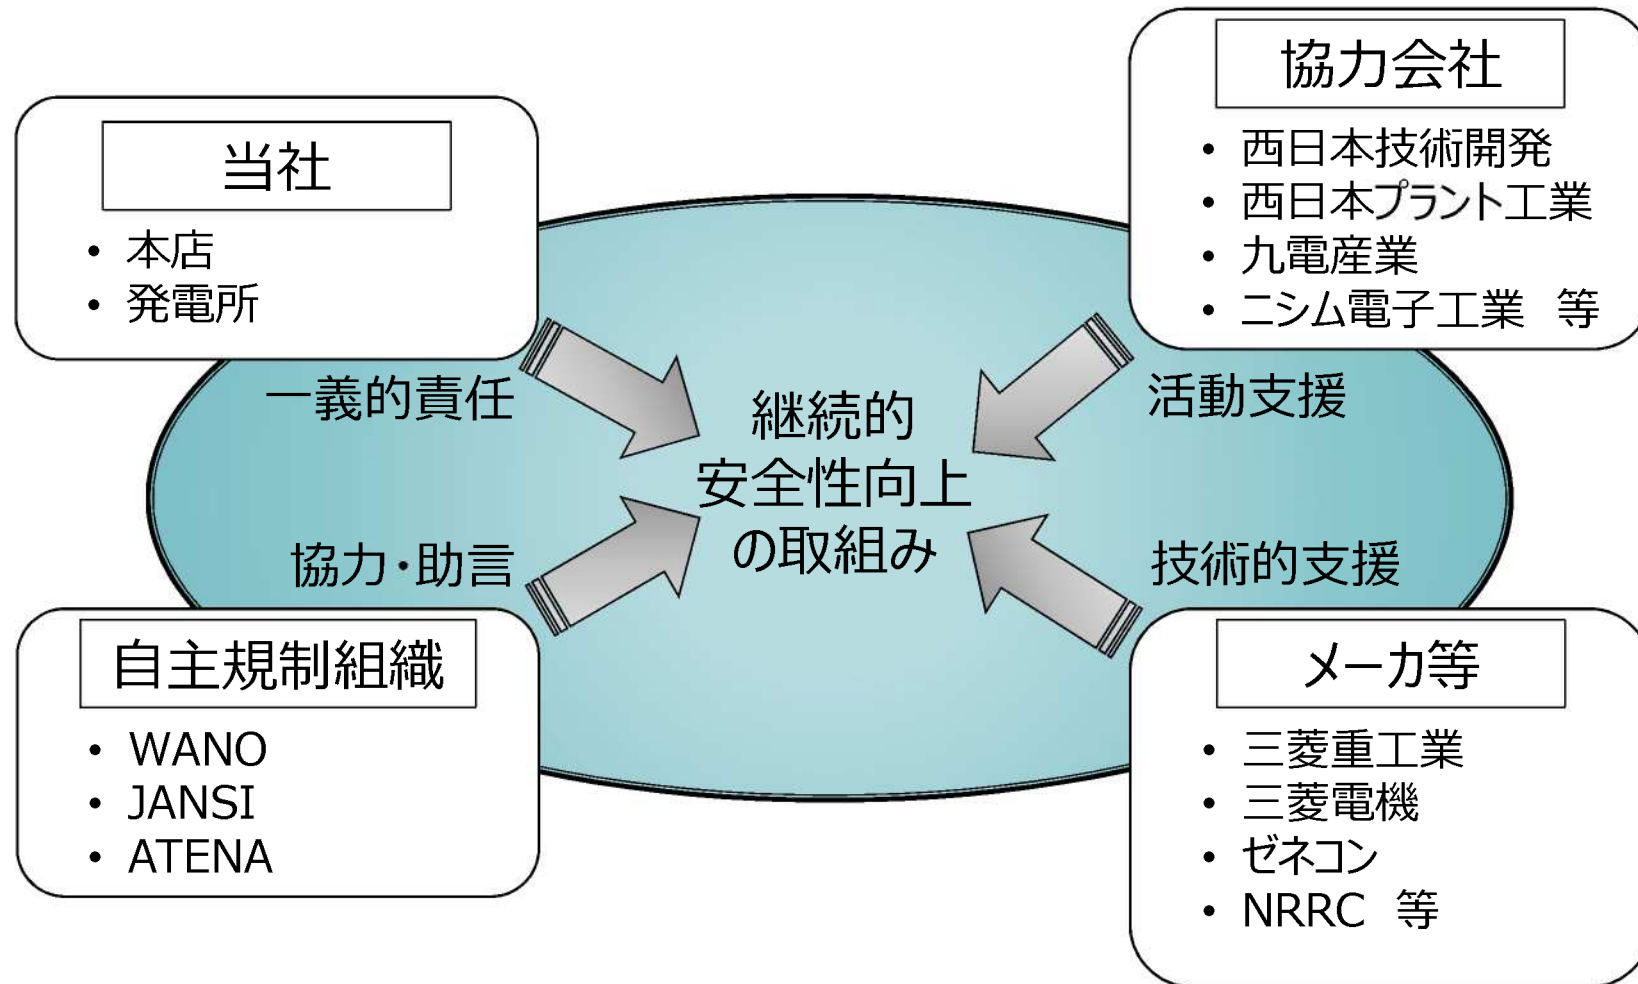 当社
• 本店
• 発電所
一義的責任
協力会社
• 西日本技術開発
• 西日本プラント工業
• 九電産業
• ニシム電子工業 等
活動支援
継続的
安全性向上
の取組み
協力・助言
自主規制組織
• WANO
• JANSI
• ATENA
技術的支援
メーカ等
• 三菱重工業
• 三菱電機
• ゼネコン
• NRRC 等